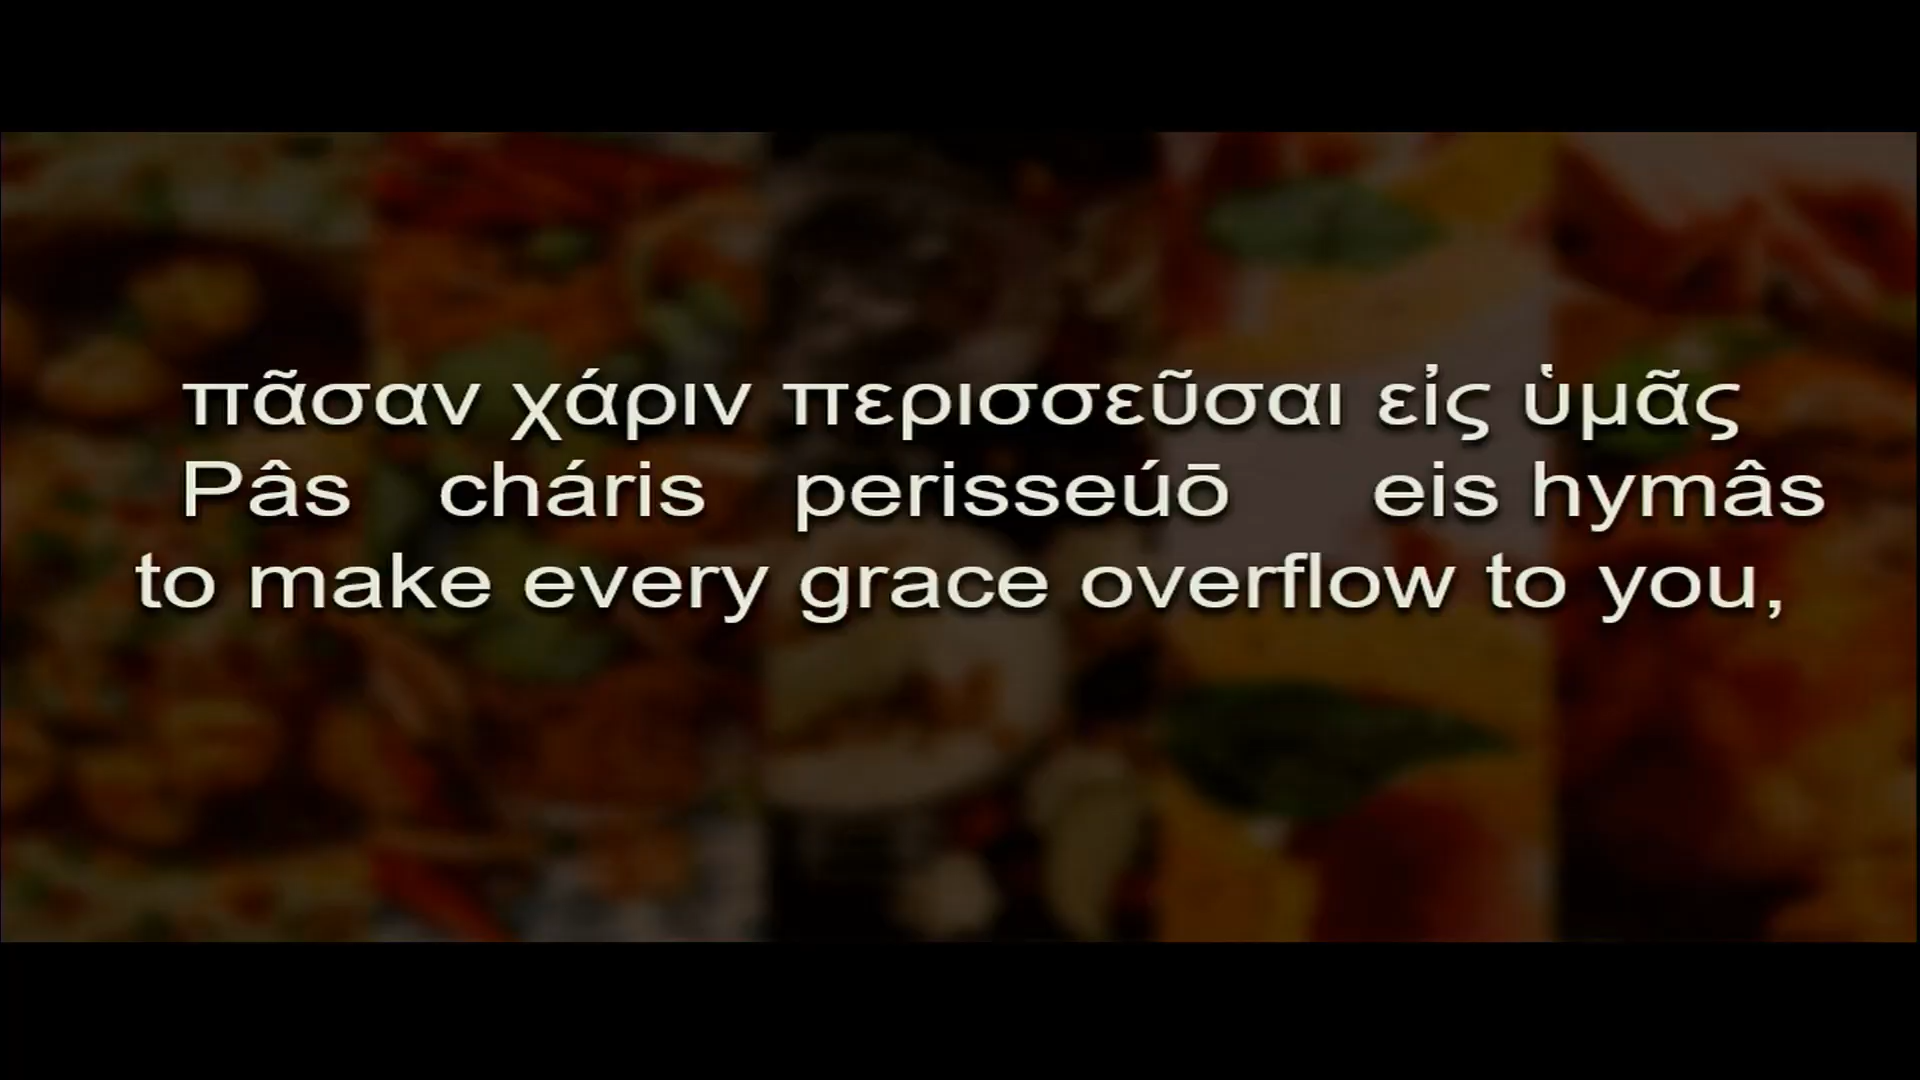 πᾶσαν χάριν περισσεῦσαι εἰς ὑμᾶς
Pâs cháris perisseúō eis hymâs
to make every grace overflow to you,